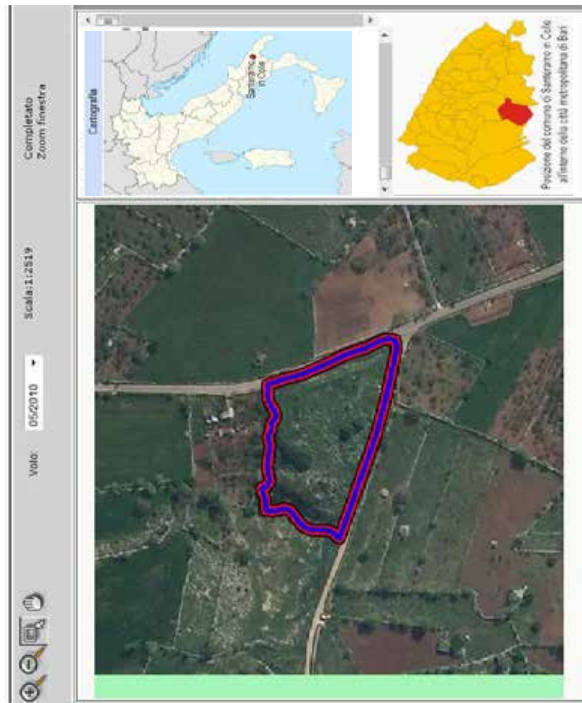 Volo:
05/2010
Scala:1:2519
Completato
Zoom finestra
Cartografia
Santeramo
in Colle
Posizione del comune di Santeramo in Colle
all'interno della città metropolitana di Bari